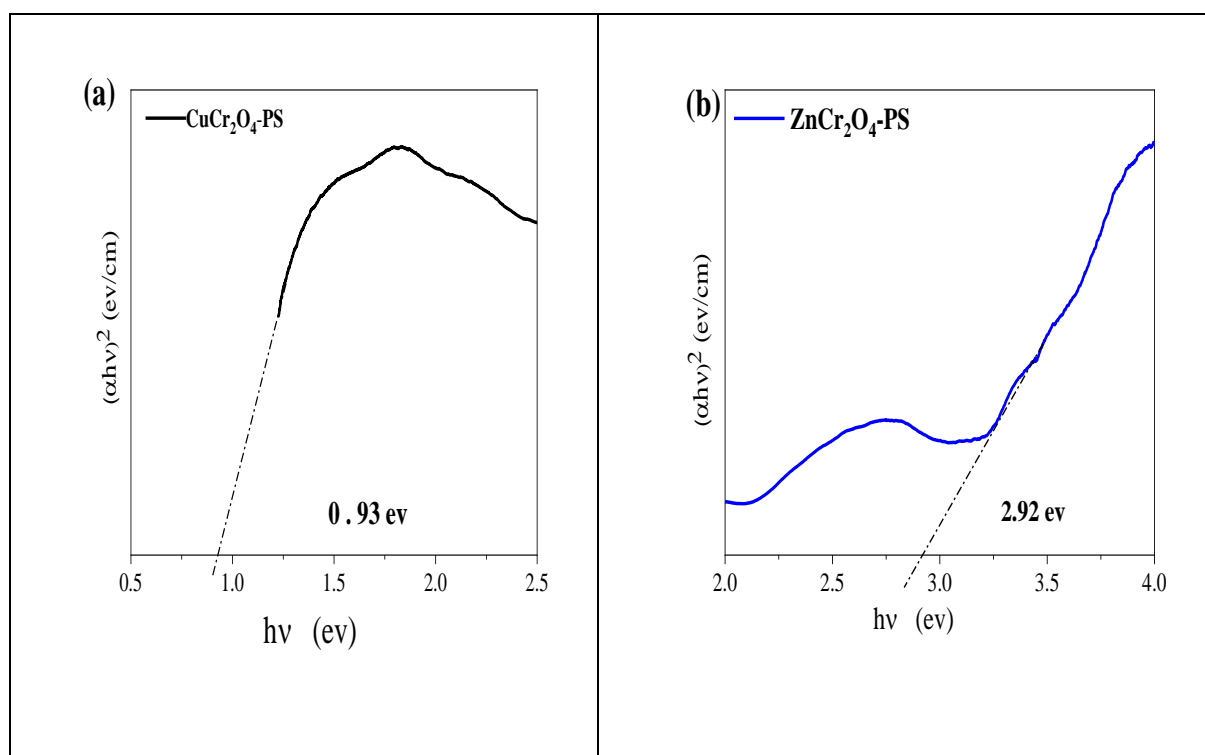 (a)
CuCr₂O₄-PS
(αhν)² (ev/cm)
0 . 93 ev
0.5 1.0 1.5 2.0 2.5
hν (ev)
(b)
ZnCr₂O₄-PS
(αhν)² (ev/cm)
2.92 ev
2.0 2.5 3.0 3.5 4.0
hν (ev)